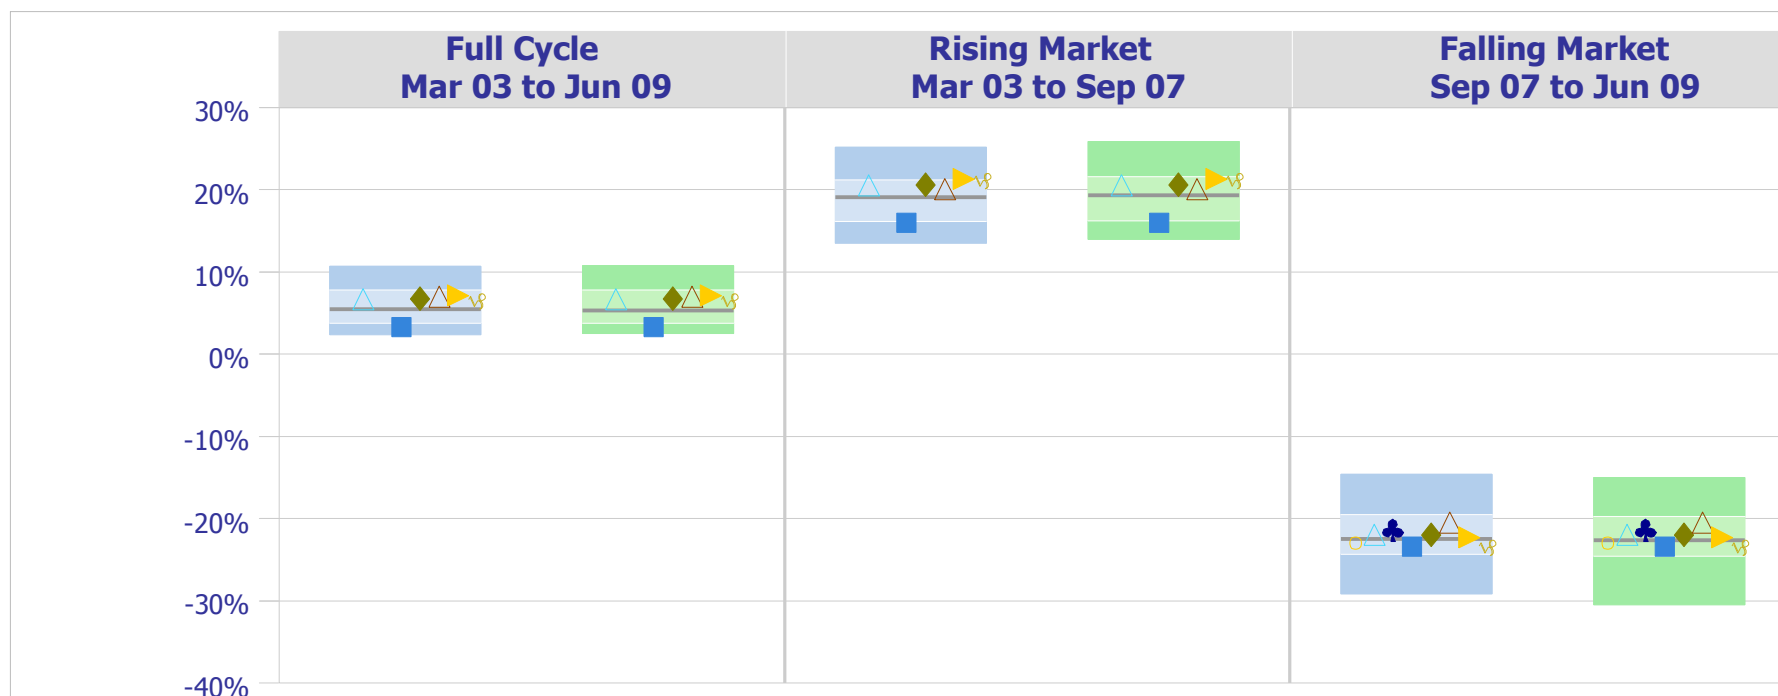 Full Cycle
Mar 03 to Jun 09
Rising Market
Mar 03 to Sep 07
Falling Market
Sep 07 to Jun 09
30%
20%
10%
0%
-10%
-20%
-30%
-40%